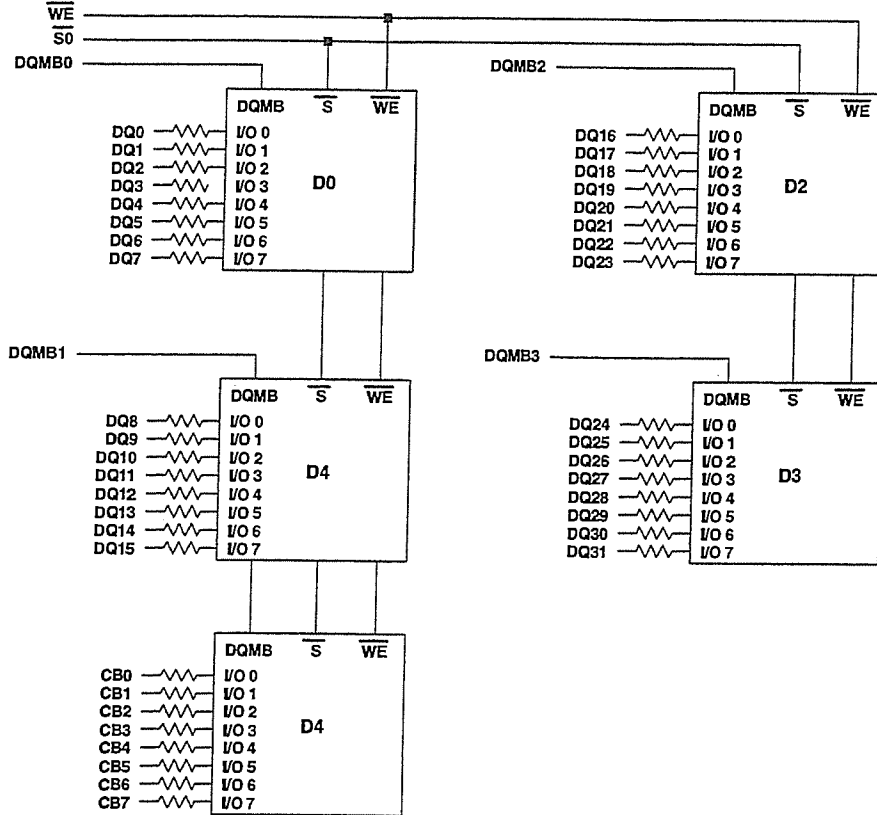 WE
S0
DQMB0
DQMB S WE
DQ0 I/O 0
DQ1 I/O 1
DQ2 I/O 2
DQ3 I/O 3
DQ4 I/O 4
DQ5 I/O 5
DQ6 I/O 6
DQ7 I/O 7
D0
DQMB2
DQMB S WE
DQ16 I/O 0
DQ17 I/O 1
DQ18 I/O 2
DQ19 I/O 3
DQ20 I/O 4
DQ21 I/O 5
DQ22 I/O 6
DQ23 I/O 7
D2
DQMB1
DQMB S WE
DQ8 I/O 0
DQ9 I/O 1
DQ10 I/O 2
DQ11 I/O 3
DQ12 I/O 4
DQ13 I/O 5
DQ14 I/O 6
DQ15 I/O 7
D4
DQMB3
DQMB S WE
DQ24 I/O 0
DQ25 I/O 1
DQ26 I/O 2
DQ27 I/O 3
DQ28 I/O 4
DQ29 I/O 5
DQ30 I/O 6
DQ31 I/O 7
D3
DQMB S WE
CB0 I/O 0
CB1 I/O 1
CB2 I/O 2
CB3 I/O 3
CB4 I/O 4
CB5 I/O 5
CB6 I/O 6
CB7 I/O 7
D4